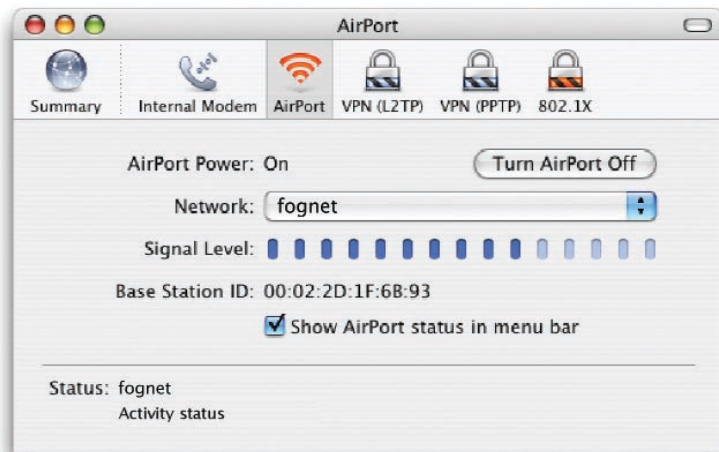 AirPort
Summary
Internal Modem
AirPort
VPN (L2TP)
VPN (PPTP)
802.1X
AirPort Power: On
Turn AirPort Off
Network: fognet
Signal Level:
Base Station ID: 00:02:2D:1F:6B:93
Show AirPort status in menu bar
Status: fognet
Activity status